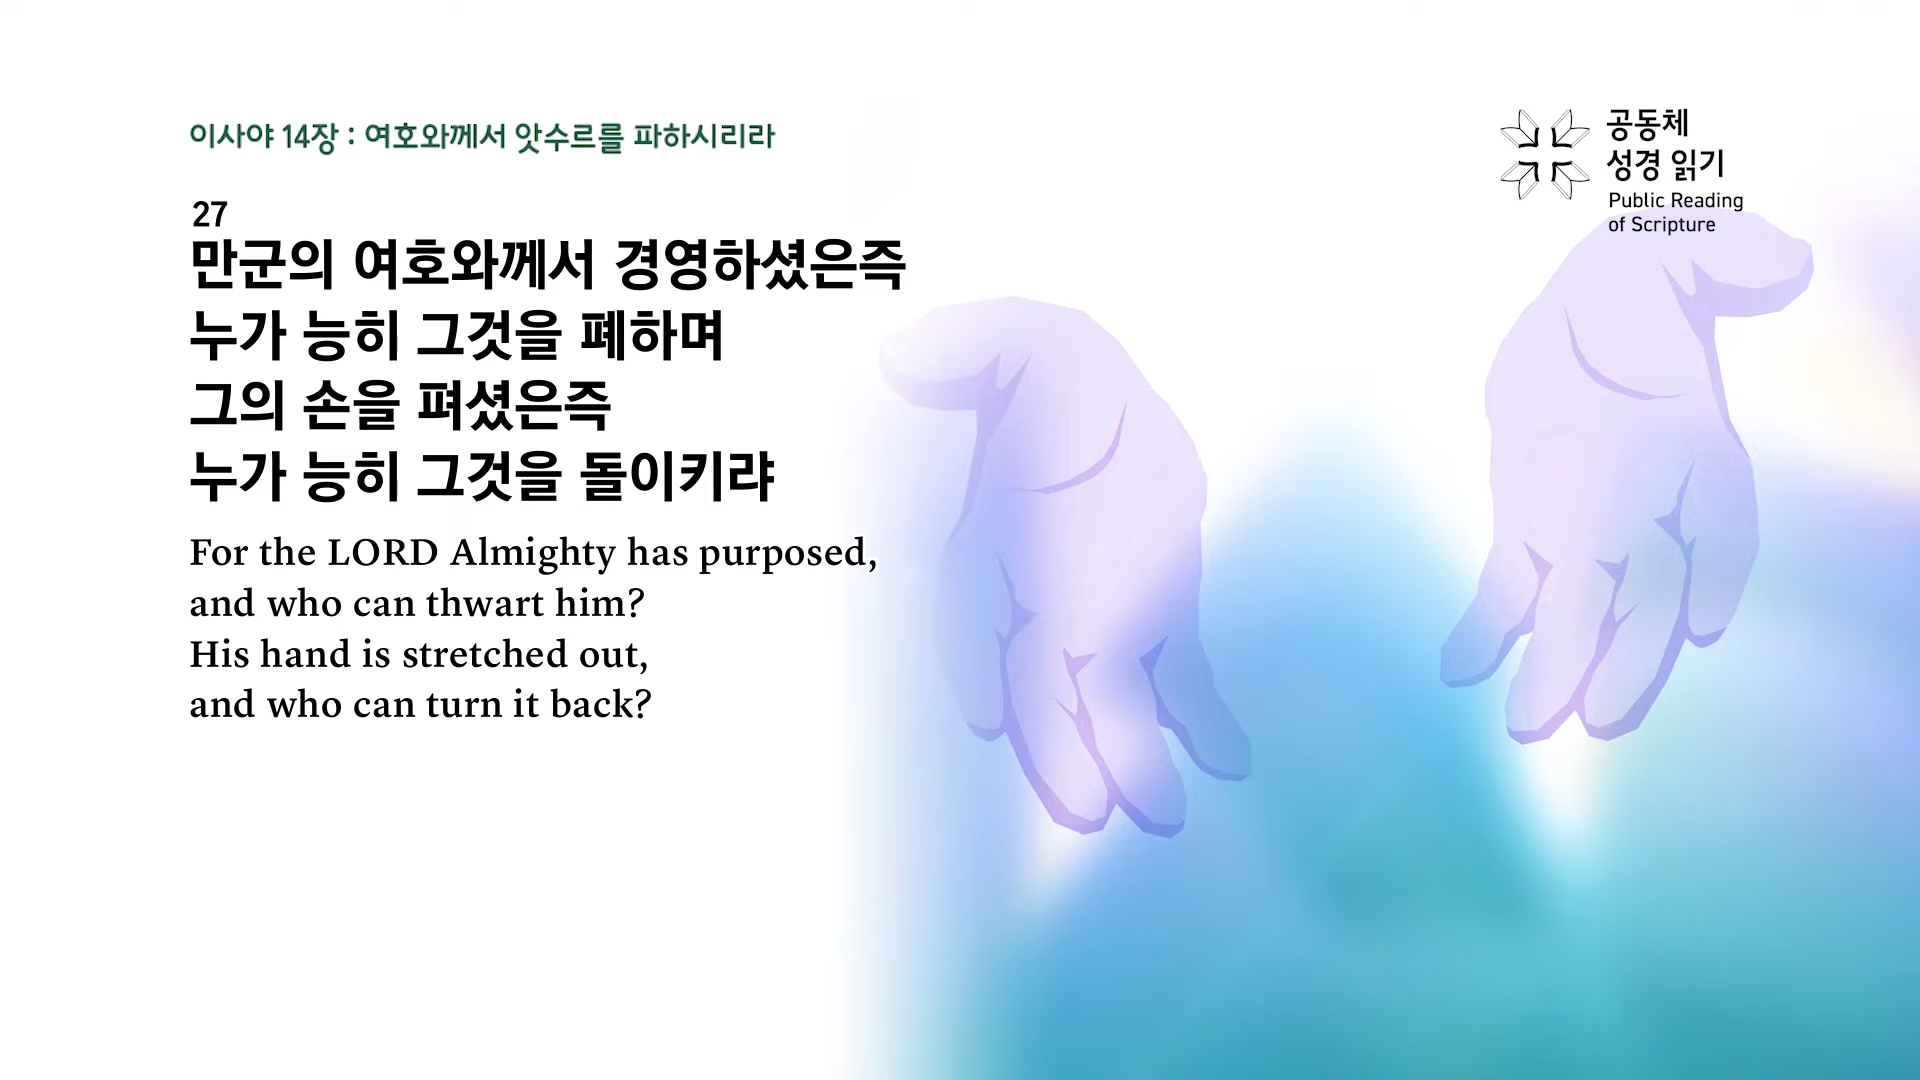 이사야 14장 : 여호와께서 앗수르를 파하시리라
27
만군의 여호와께서 경영하셨은즉
누가 능히 그것을 폐하며
그의 손을 펴셨은즉
누가 능히 그것을 돌이키랴
For the LORD Almighty has purposed,
and who can thwart him?
His hand is stretched out,
and who can turn it back?
공동체
성경 읽기
Public Reading
of Scripture